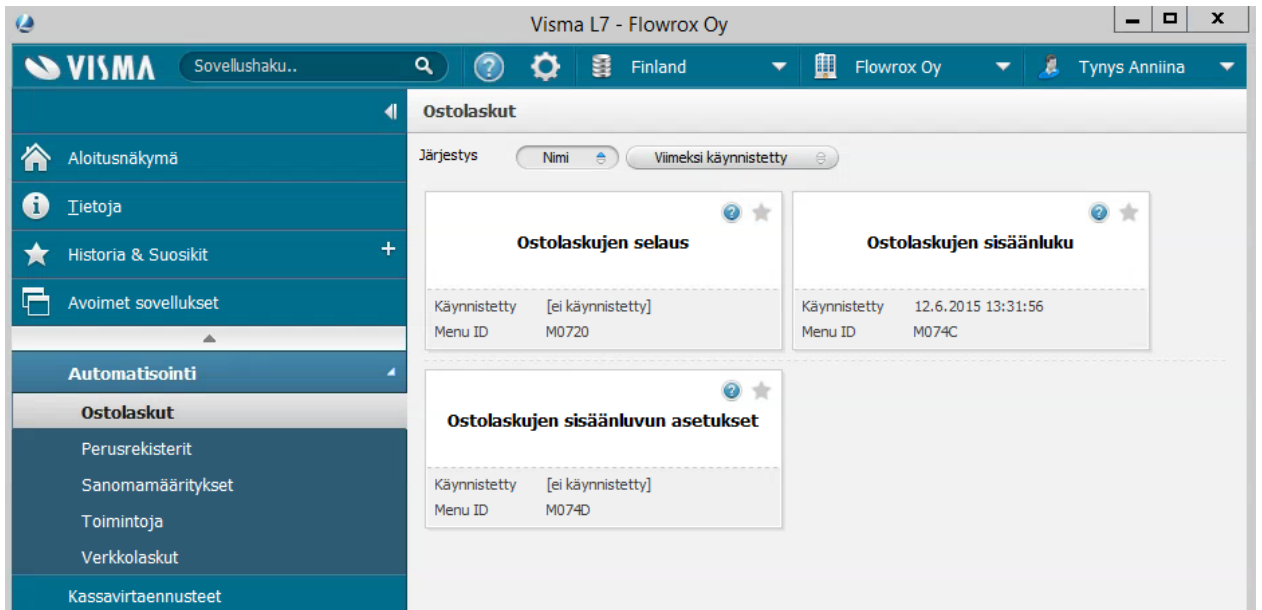 Visma L7 - Flowrox Oy
VISMA Sovellushaku.. Finland Flowrox Oy Tynys Anniina
Ostolaskut
Järjestys Nimi Viimeksi käynnistetty
Aloitusnäkymä
Tietoja
Historia & Suosikit
Avoimet sovellukset
Automatisointi
Ostolaskut
Perusrekisterit
Sanomamääritykset
Toimintoja
Verkkolaskut
Kassavirtaennusteet
Ostolaskujen selaus
Käynnistetty [ei käynnistetty]
Menu ID M0720
Ostolaskujen sisäänluku
Käynnistetty 12.6.2015 13:31:56
Menu ID M074C
Ostolaskujen sisäänluvun asetukset
Käynnistetty [ei käynnistetty]
Menu ID M074D